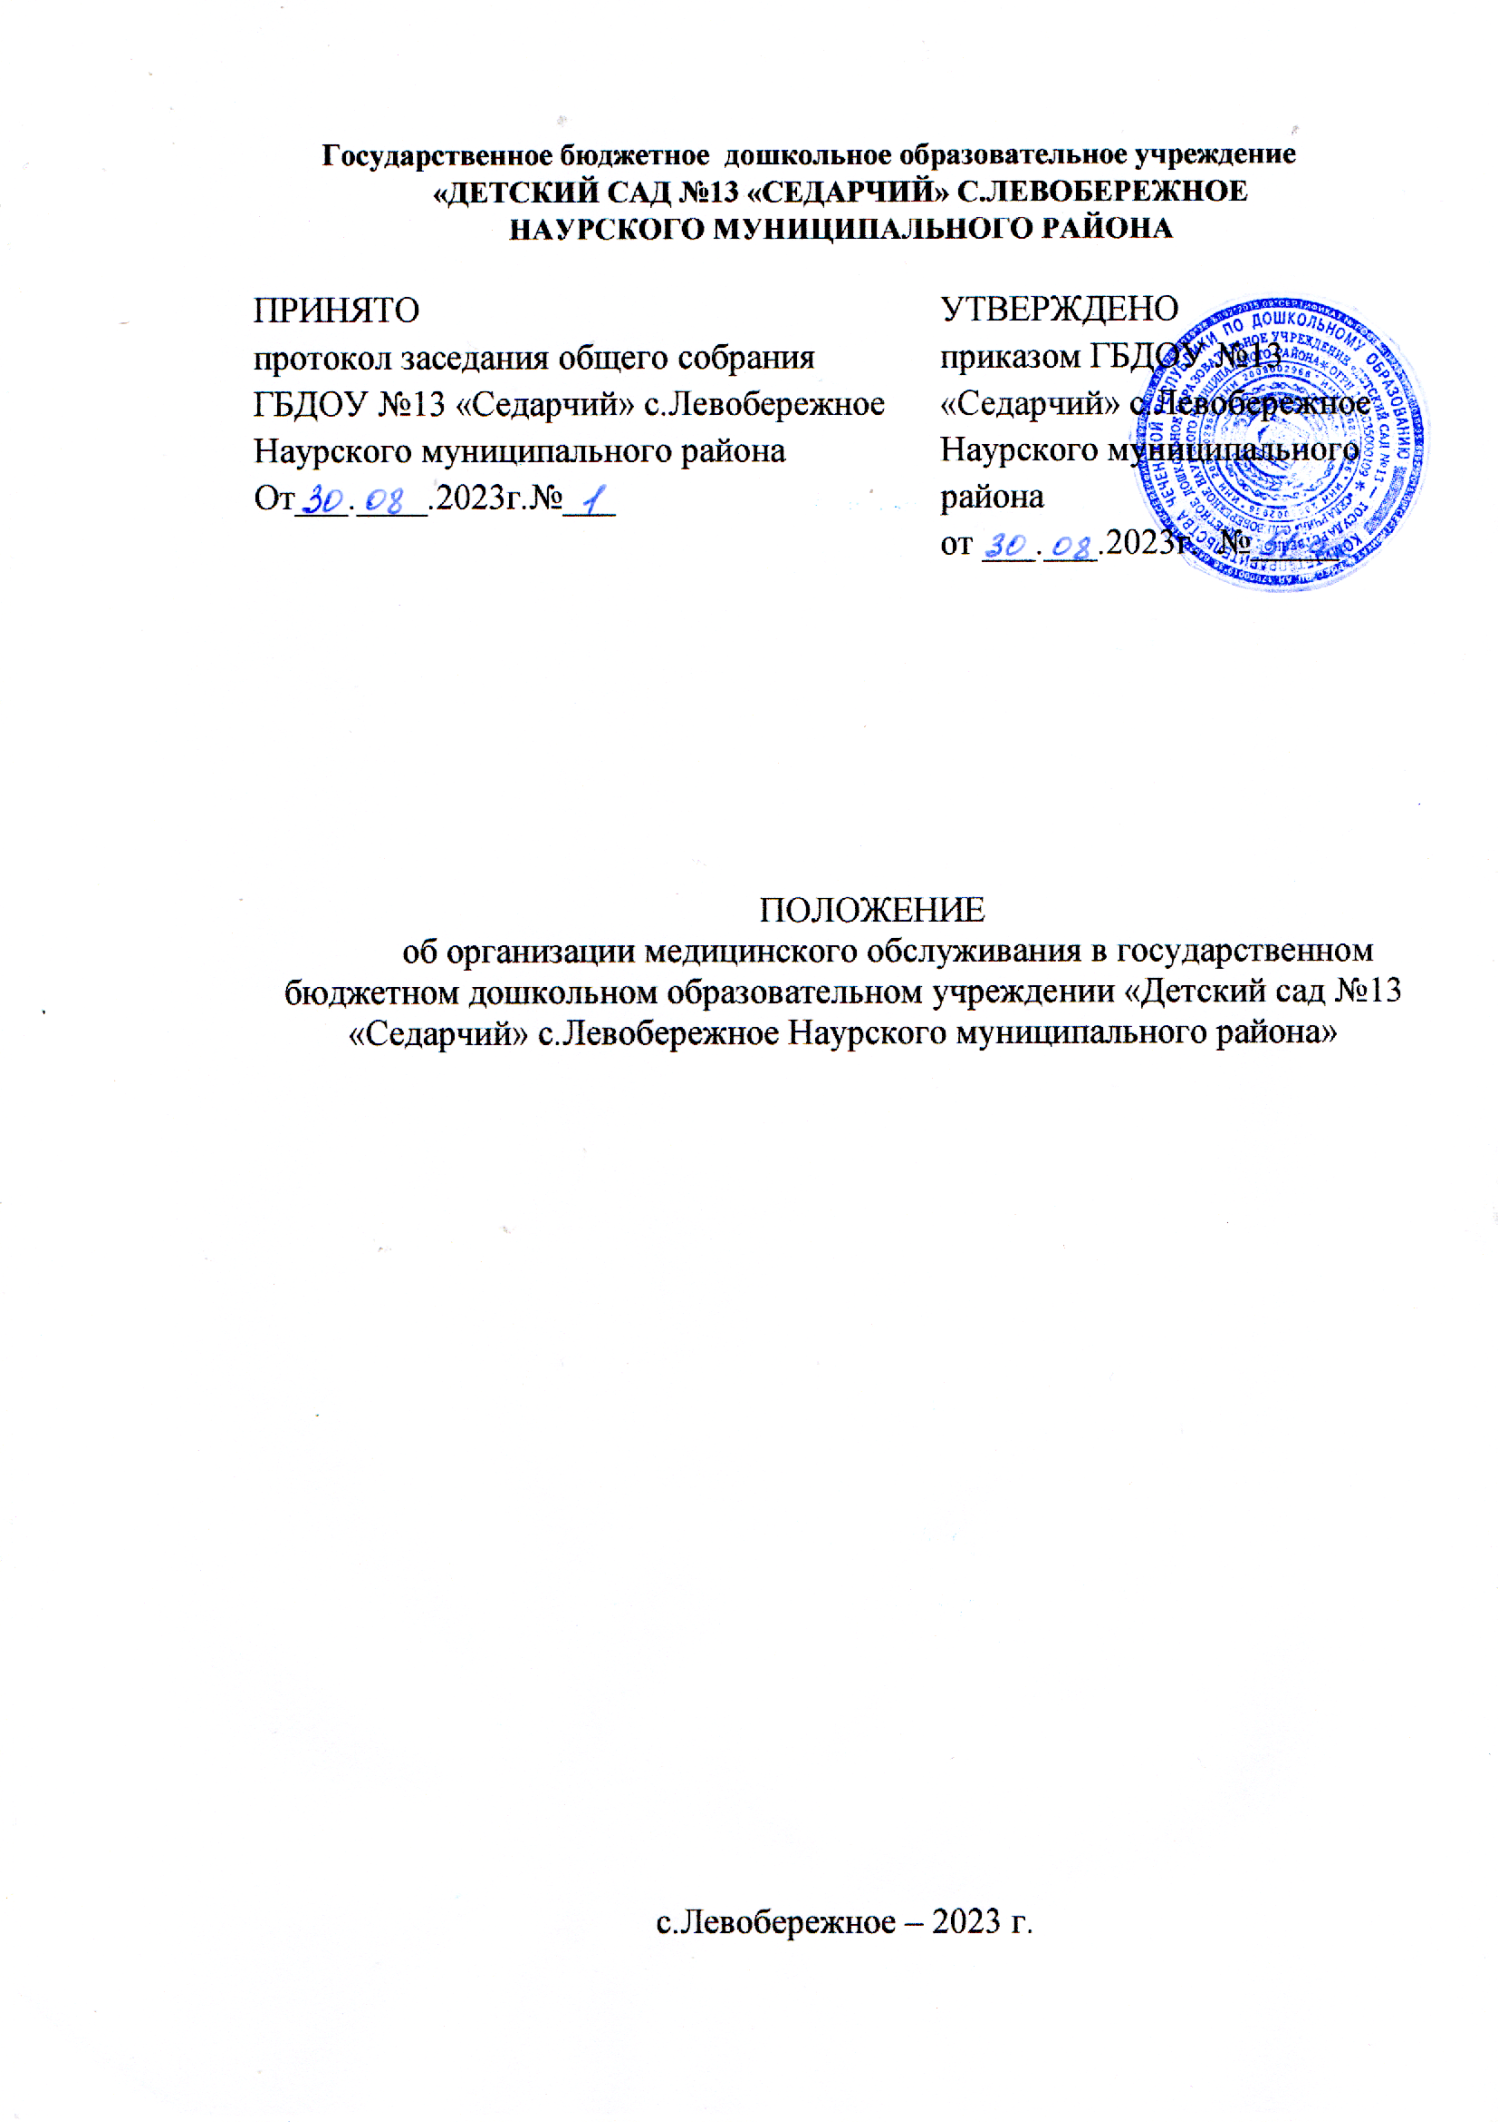 Государственное бюджетное дошкольное образовательное учреждение
«ДЕТСКИЙ САД №13 «СЕДАРЧИЙ» С.ЛЕВОБЕРЕЖНОЕ
НАУРСКОГО МУНИЦИПАЛЬНОГО РАЙОНА
ПРИНЯТО
протокол заседания общего собрания
ГБДОУ №13 «Седарчий» с.Левобережное
Наурского муниципального района
От 30.08.2023г.№ 1
УТВЕРЖДЕНО
приказом ГБДОУ №13
«Седарчий» с.Левобережное
Наурского муниципального
района
от 30.08.2023г. №
ПОЛОЖЕНИЕ
об организации медицинского обслуживания в государственном
бюджетном дошкольном образовательном учреждении «Детский сад №13
«Седарчий» с.Левобережное Наурского муниципального района»
с.Левобережное – 2023 г.